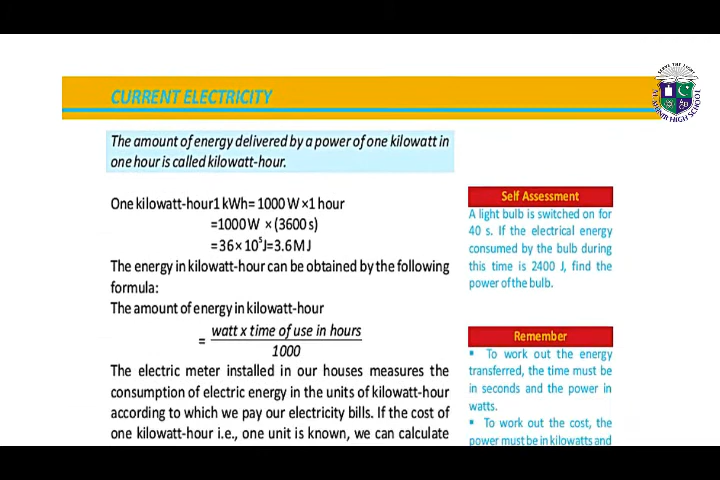 CURRENT ELECTRICITY
SERVE THE LIGHT
AL MUNIR HIGH SCHOOL
The amount of energy delivered by a power of one kilowatt in
one hour is called kilowatt-hour.
One kilowatt-hour1 kWh= 1000 W ×1 hour
=1000 W × (3600 s)
= 36 × 10⁵J=3.6 M J
The energy in kilowatt-hour can be obtained by the following
formula:
The amount of energy in kilowatt-hour
= watt x time of use in hours
1000
The electric meter installed in our houses measures the
consumption of electric energy in the units of kilowatt-hour
according to which we pay our electricity bills. If the cost of
one kilowatt-hour i.e., one unit is known, we can calculate
Self Assessment
A light bulb is switched on for
40 s. If the electrical energy
consumed by the bulb during
this time is 2400 J, find the
power of the bulb.
Remember
▪ To work out the energy
transferred, the time must be
in seconds and the power in
watts.
▪ To work out the cost, the
power must be in kilowatts and